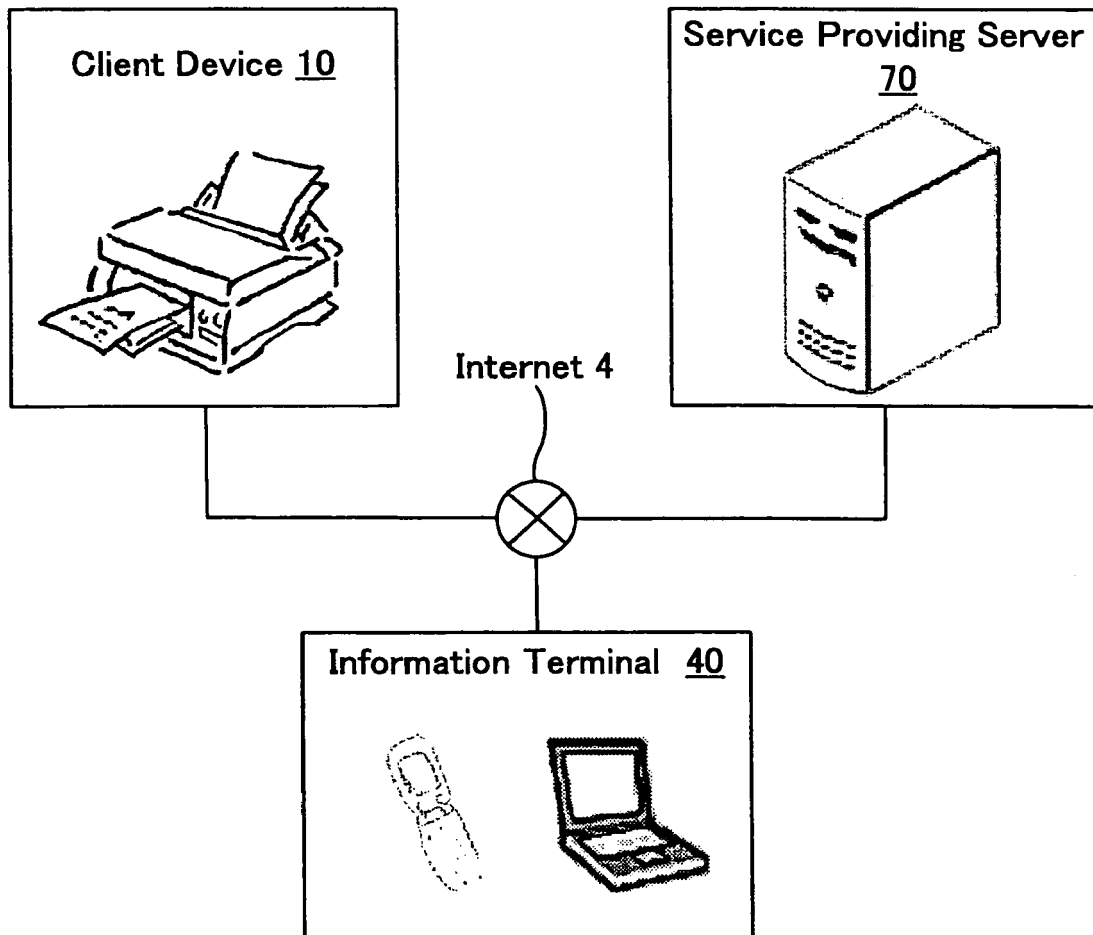 Client Device 10
Service Providing Server
70
Internet 4
Information Terminal 40